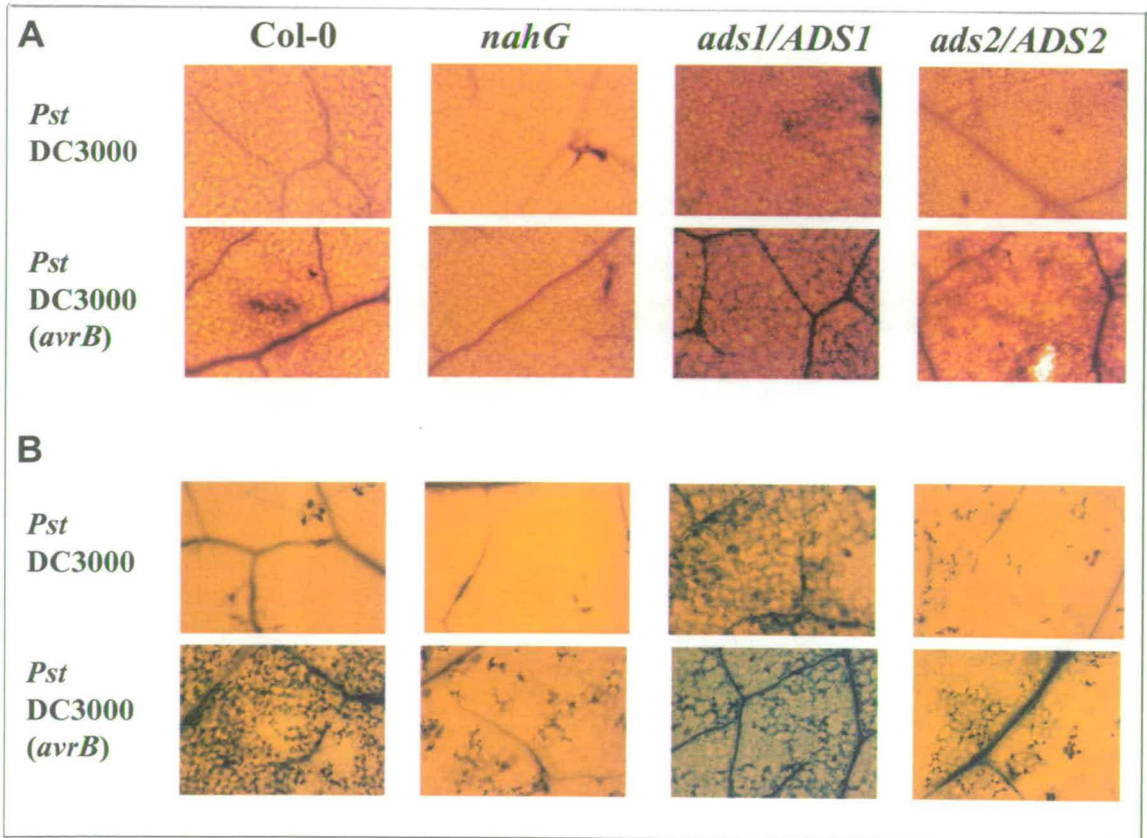 A
Col-0 nahG ads1/ADS1 ads2/ADS2
Pst
DC3000
Pst
DC3000
(avrB)
B
Pst
DC3000
Pst
DC3000
(avrB)